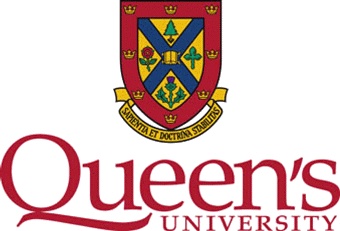 SAPIENTIA ET DOCTRINA STABILITAS
Queen's
UNIVERSITY